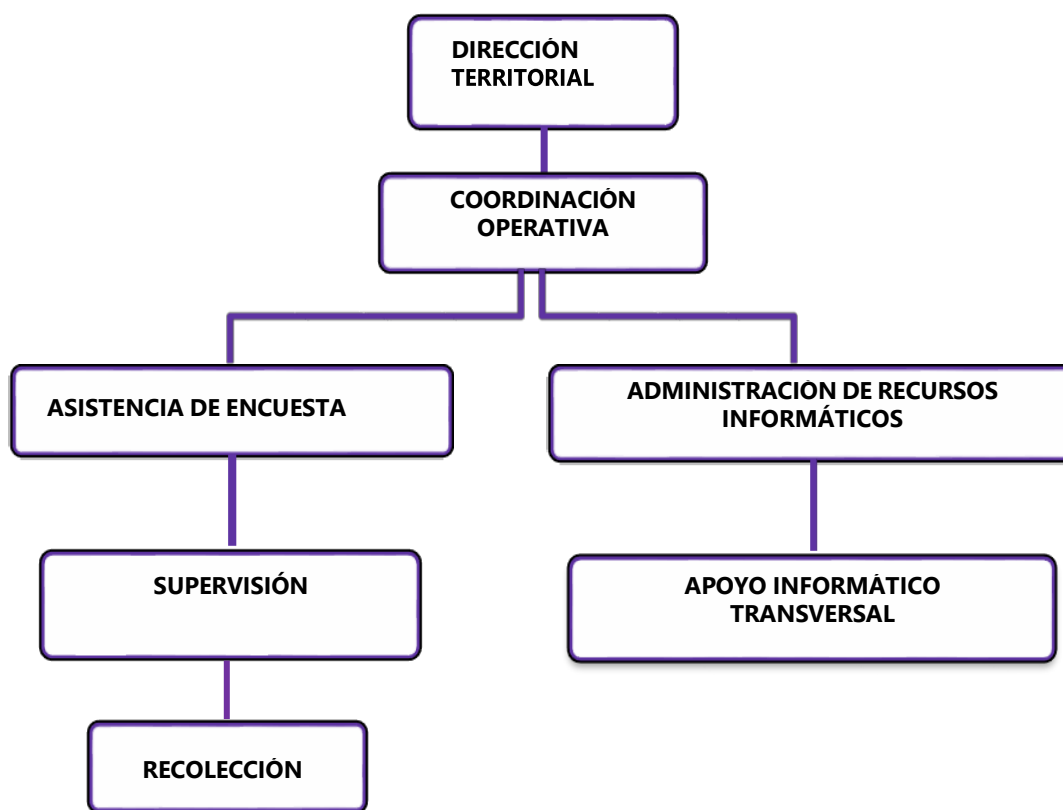 DIRECCIÓN
TERRITORIAL
COORDINACIÓN
OPERATIVA
ASISTENCIA DE ENCUESTA
ADMINISTRACIÓN DE RECURSOS
INFORMÁTICOS
SUPERVISIÓN
APOYO INFORMÁTICO
TRANSVERSAL
RECOLECCIÓN